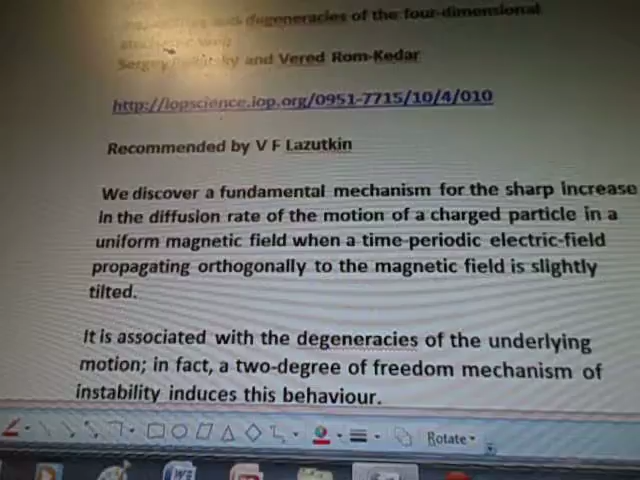 and degeneracies of the four-dimensional
Sergey and Vered Rom-Kedar
http://iopscience.iop.org/0951-7715/10/4/010
Recommended by V F Lazutkin
We discover a fundamental mechanism for the sharp increase
in the diffusion rate of the motion of a charged particle in a
uniform magnetic field when a time-periodic electric-field
propagating orthogonally to the magnetic field is slightly
tilted.
It is associated with the degeneracies of the underlying
motion; in fact, a two-degree of freedom mechanism of
instability induces this behaviour.
Rotate